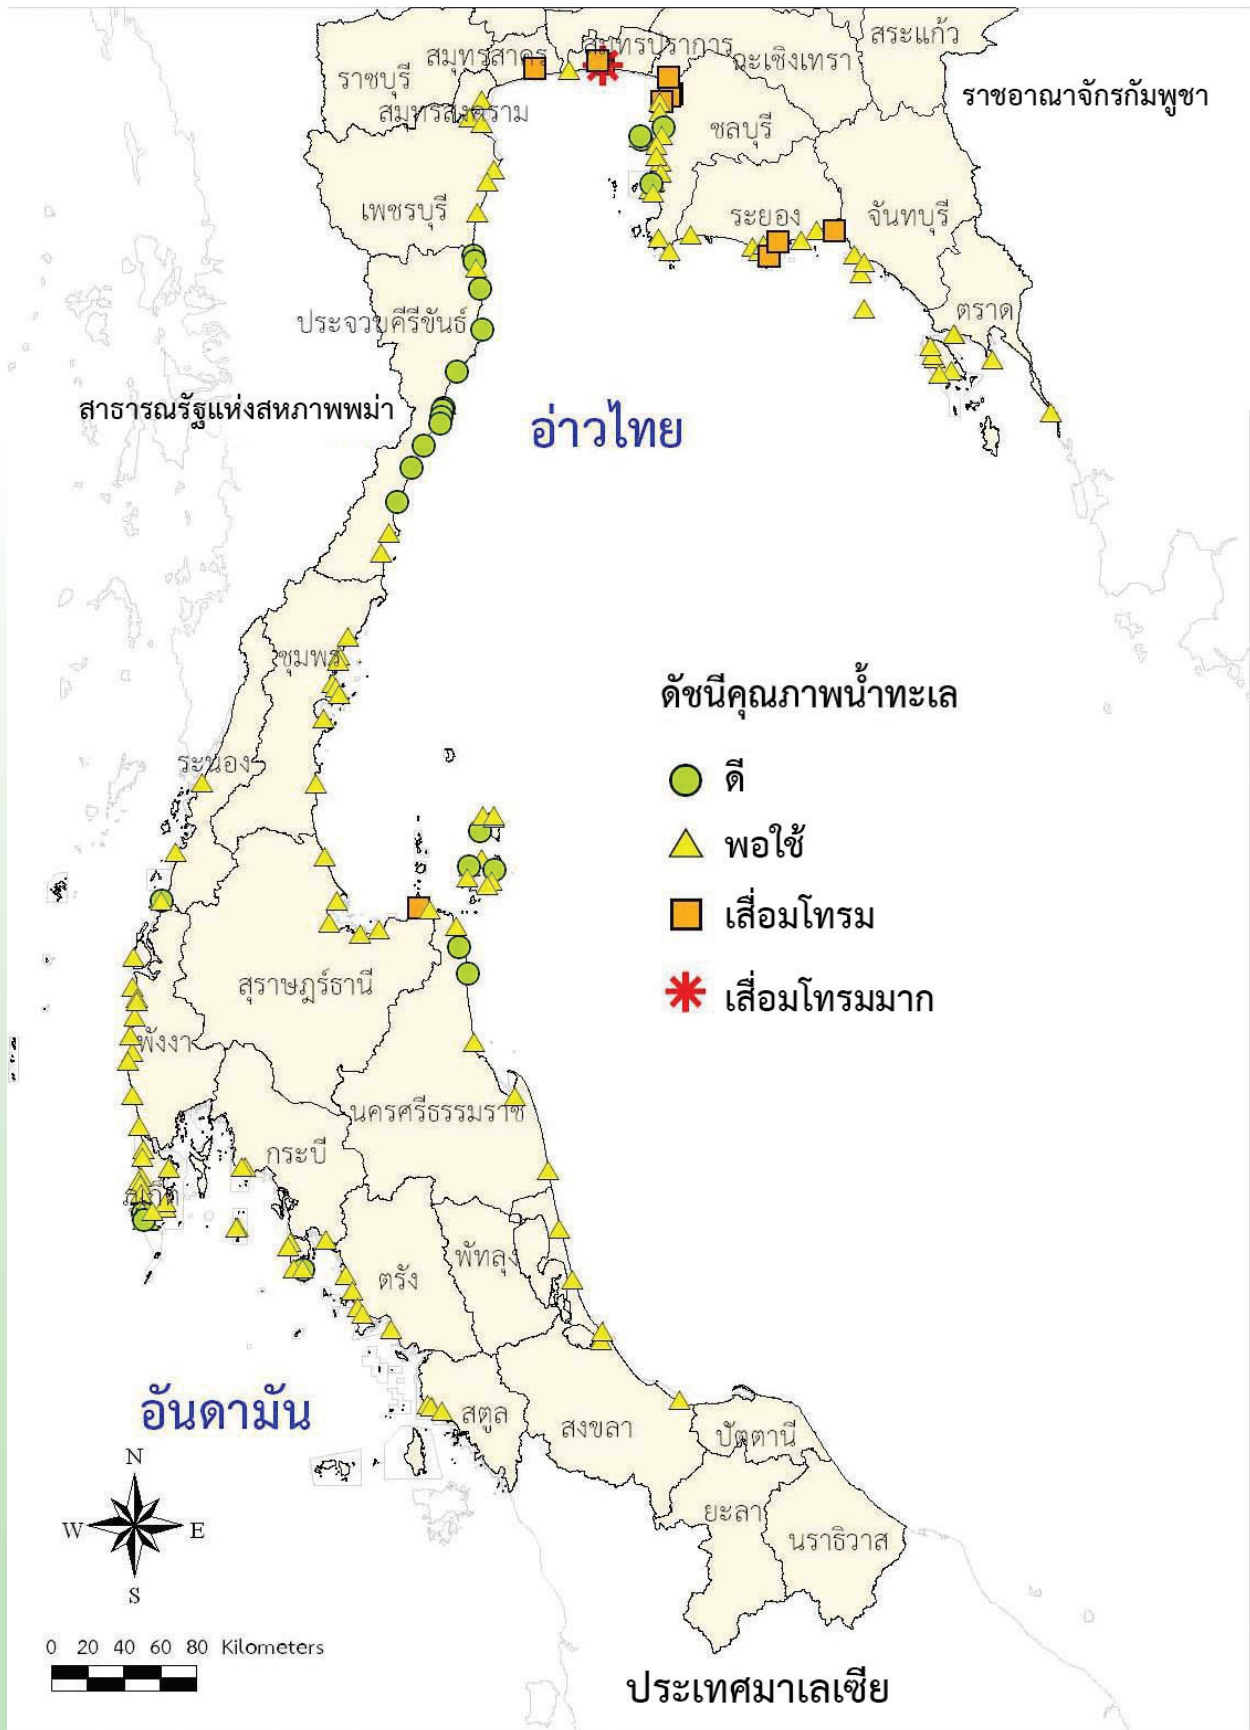 สระแก้ว
สมุทรปราการ
สมุทรสาคร
ฉะเชิงเทรา
ราชบุรี
ราชอาณาจักรกัมพูชา
สมุทรสงคราม
ชลบุรี
เพชรบุรี
ระยอง
จันทบุรี
ตราด
ประจวบคีรีขันธ์
สาธารณรัฐแห่งสหภาพพม่า
อ่าวไทย
ชุมพร
ดัชนีคุณภาพน้ำทะเล
ระนอง
ดี
พอใช้
เสื่อมโทรม
สุราษฎร์ธานี
เสื่อมโทรมมาก
พังงา
นครศรีธรรมราช
กระบี่
ภูเก็ต
พัทลุง
ตรัง
อันดามัน
สตูล
สงขลา
ปัตตานี
N
ยะลา
W
E
นราธิวาส
S
0 20 40 60 80 Kilometers
ประเทศมาเลเซีย